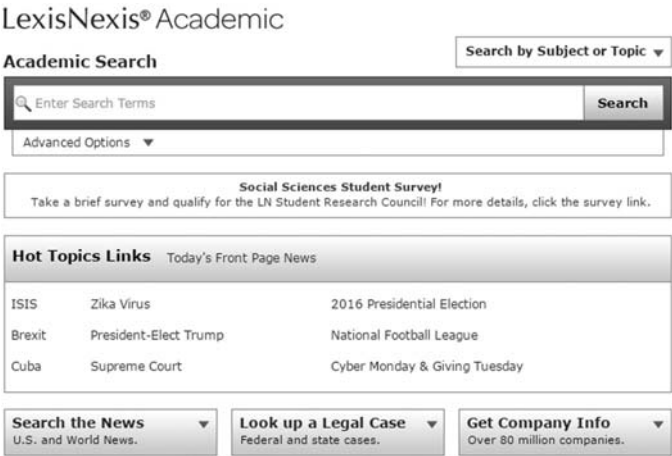 LexisNexis® Academic
Search by Subject or Topic
Academic Search
Enter Search Terms
Search
Advanced Options
Social Sciences Student Survey!
Take a brief survey and qualify for the LN Student Research Council! For more details, click the survey link.
Hot Topics Links Today's Front Page News
ISIS Zika Virus 2016 Presidential Election
Brexit President-Elect Trump National Football League
Cuba Supreme Court Cyber Monday & Giving Tuesday
Search the News
U.S. and World News.
Look up a Legal Case
Federal and state cases.
Get Company Info
Over 80 million companies.